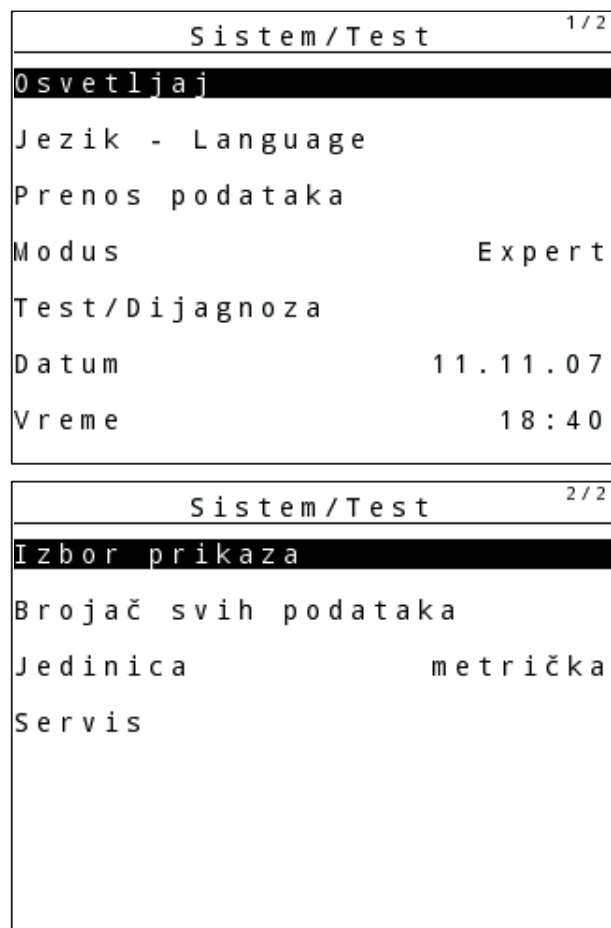 Sistem/Test 1/2
Osvetljaj
Jezik - Language
Prenos podataka
Modus Expert
Test/Dijagnoza
Datum 11.11.07
Vreme 18:40
Sistem/Test 2/2
Izbor prikaza
Brojač svih podataka
Jedinica metrička
Servis